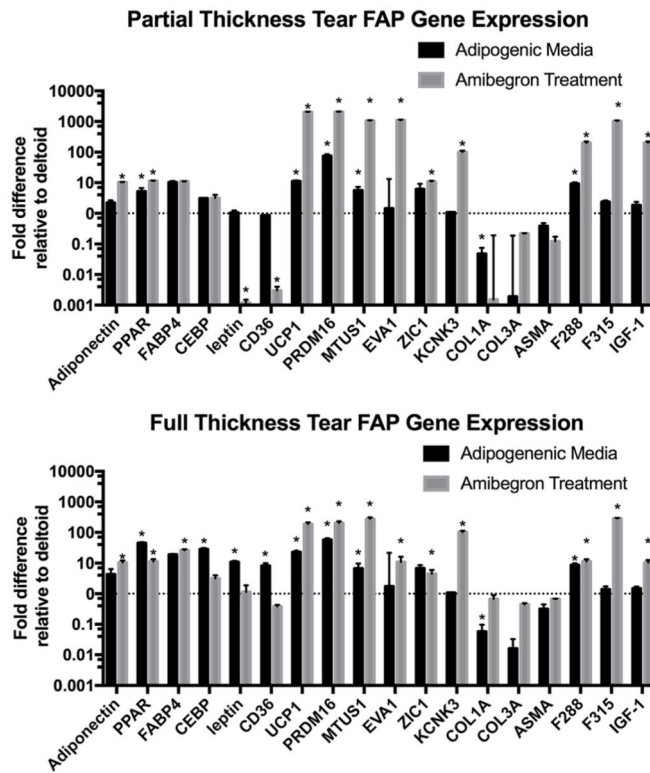 Partial Thickness Tear FAP Gene Expression
Adipogenic Media
Amibegron Treatment
Fold difference
relative to deltoid
10000
1000
100
10
0
0.1
0.01
0.001
* * * * * * * * * * * * * * * * * * *
Adiponectin
PPAR
FABP4
CEBP
leptin
CD36
UCP1
PRDM16
MTUS1
EVA1
ZIC1
KCNK3
COL1A
COL3A
ASMA
F288
F315
IGF-1
Full Thickness Tear FAP Gene Expression
Adipogenenic Media
Amibegron Treatment
Fold difference
relative to deltoid
10000
1000
100
10
0
0.1
0.01
0.001
* * * * * * * * * * * * * * * * * * * *
Adiponectin
PPAR
FABP4
CEBP
leptin
CD36
UCP1
PRDM16
MTUS1
EVA1
ZIC1
KCNK3
COL1A
COL3A
ASMA
F288
F315
IGF-1